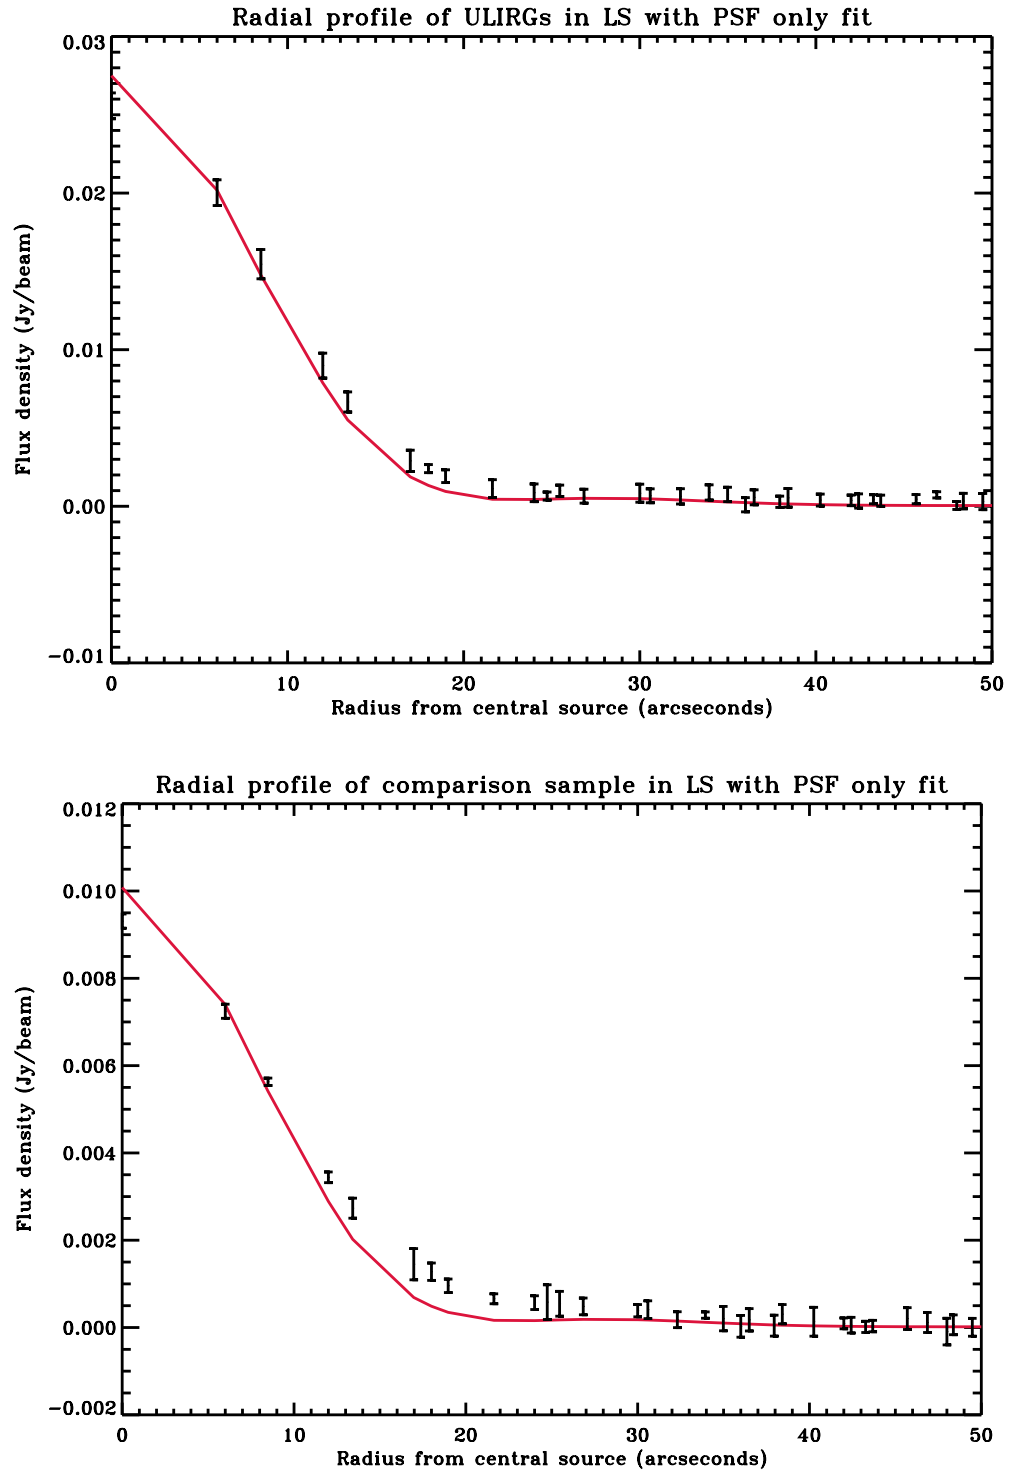 Radial profile of ULIRGs in LS with PSF only fit
0.03
0.02
0.01
0.00
−0.01
Flux density (Jy/beam)
0 10 20 30 40 50
Radius from central source (arcseconds)
Radial profile of comparison sample in LS with PSF only fit
0.012
0.010
0.008
0.006
0.004
0.002
0.000
−0.002
Flux density (Jy/beam)
0 10 20 30 40 50
Radius from central source (arcseconds)